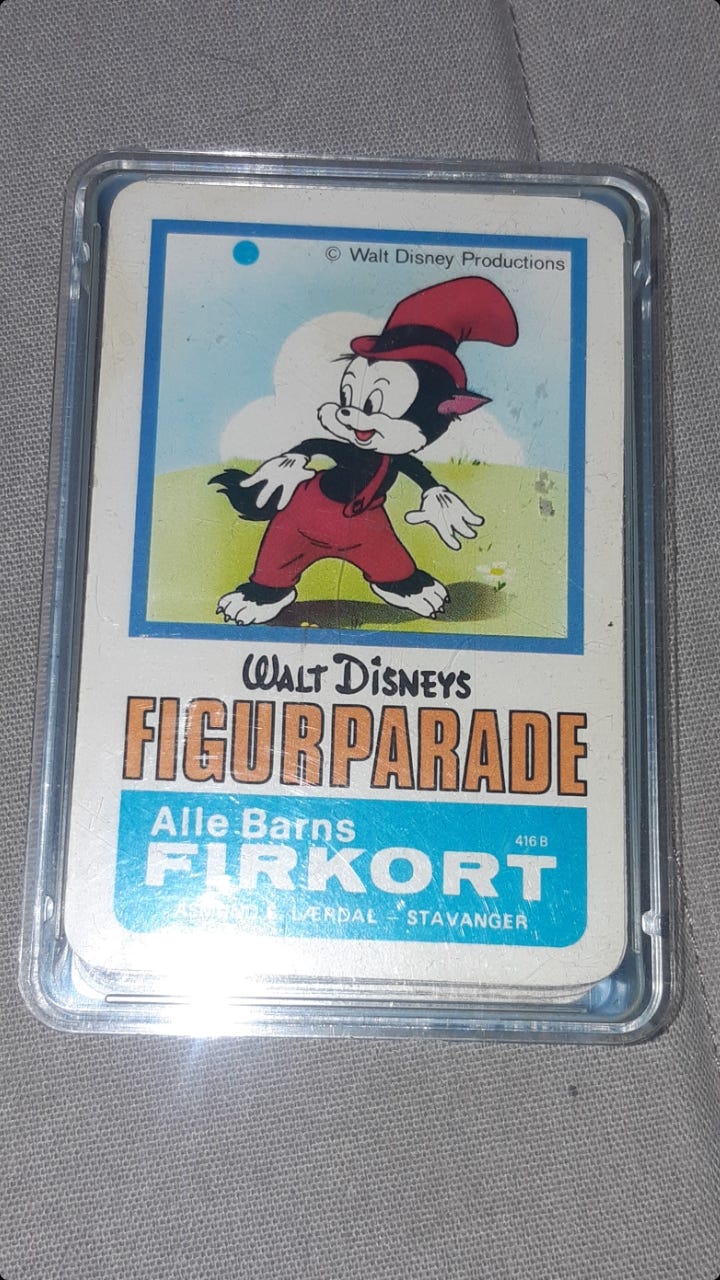 © Walt Disney Productions
WALT DISNEYS
FIGURPARADE
Alle Barns
416 B
FIRKORT
LÆRDAL – STAVANGER